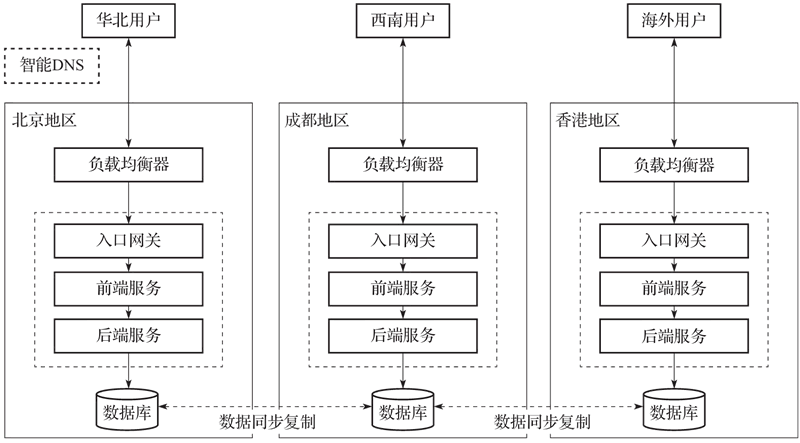 华北用户
西南用户
海外用户
智能DNS
北京地区
成都地区
香港地区
负载均衡器
负载均衡器
负载均衡器
入口网关
入口网关
入口网关
前端服务
前端服务
前端服务
后端服务
后端服务
后端服务
数据库
数据库
数据库
数据同步复制
数据同步复制